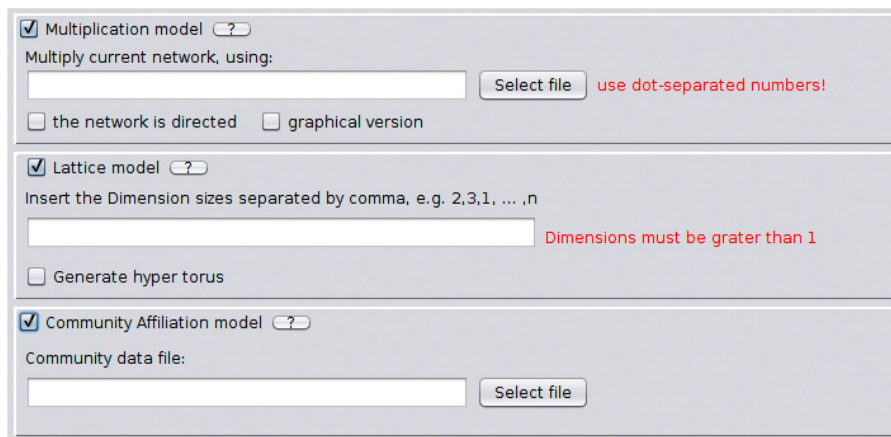 Multiplication model ?
Multiply current network, using:
Select file use dot-separated numbers!
the network is directed graphical version
Lattice model ?
Insert the Dimension sizes separated by comma, e.g. 2,3,1, ... ,n
Dimensions must be grater than 1
Generate hyper torus
Community Affiliation model ?
Community data file:
Select file